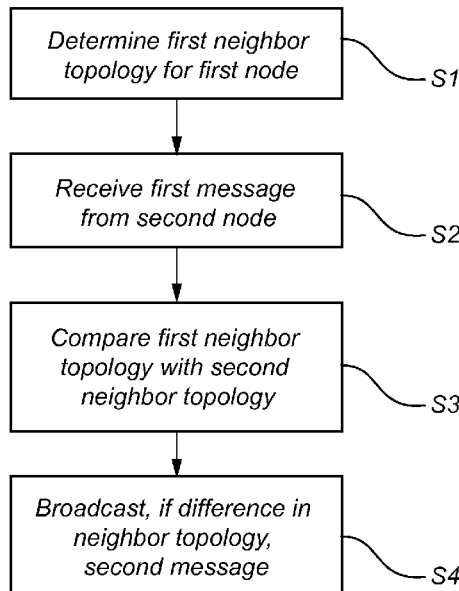 Determine first neighbor
topology for first node
S1
Receive first message
from second node
S2
Compare first neighbor
topology with second
neighbor topology
S3
Broadcast, if difference in
neighbor topology,
second message
S4